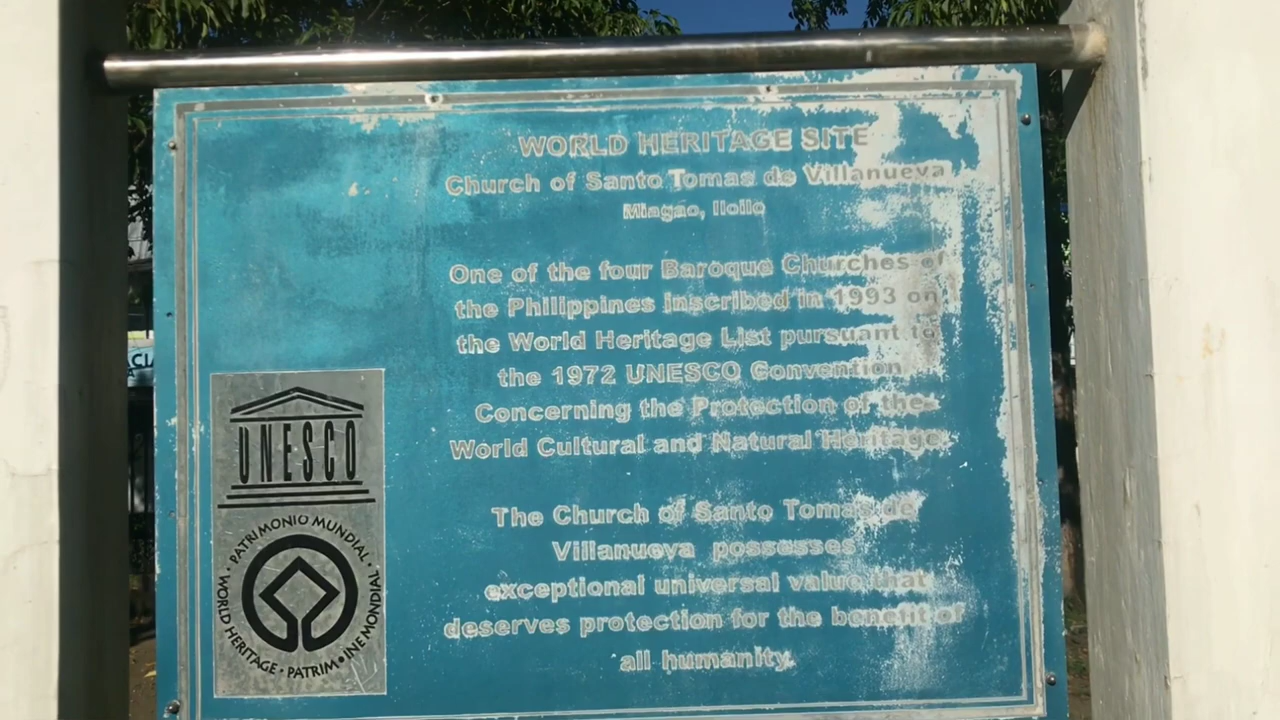 WORLD HERITAGE SITE
Church of Santo Tomas de Villanueva
Miagao, Iloilo
One of the four Baroque Churches of
the Philippines inscribed in 1993 on
the World Heritage List pursuant to
the 1972 UNESCO Convention
Concerning the Protection of the
World Cultural and Natural Heritage.
The Church of Santo Tomas de
Villanueva possesses
exceptional universal value that
deserves protection for the benefit of
all humanity.
UNESCO
PATRIMONIO MUNDIAL •
WORLD HERITAGE • PATRIMOINE MONDIAL